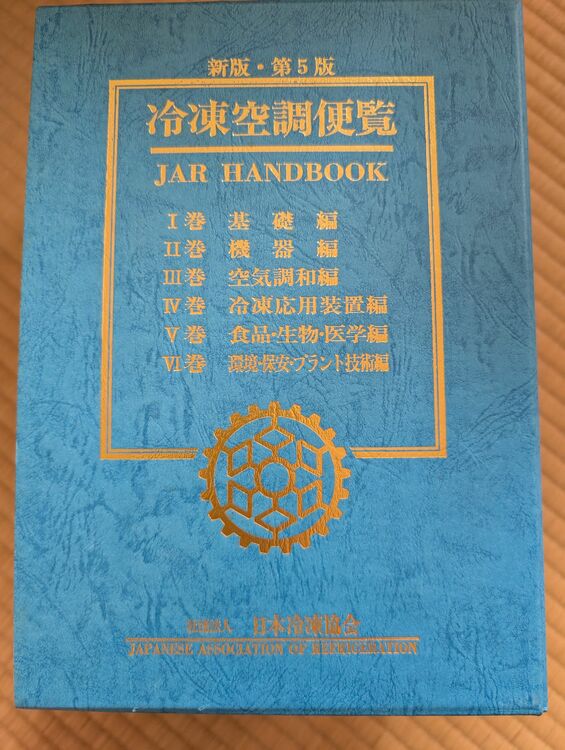 新版・第5版
冷凍空調便覧
JAR HANDBOOK
Ⅰ巻 基礎編
Ⅱ巻 機器編
Ⅲ巻 空気調和編
Ⅳ巻 冷凍応用装置編
Ⅴ巻 食品・生物・医学編
Ⅵ巻 環境・保安・プラント技術編
社団法人 日本冷凍協会
JAPANESE ASSOCIATION OF REFRIGERATION